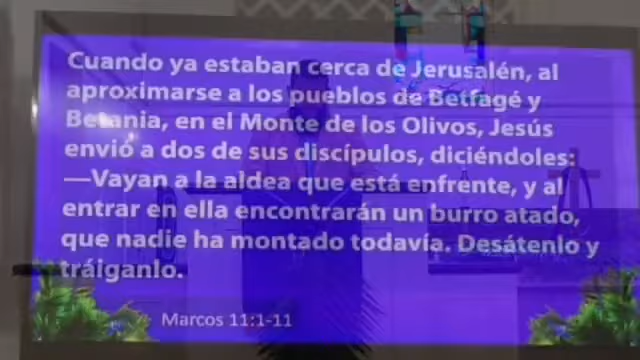 Cuando ya estaban cerca de Jerusalén, al
aproximarse a los pueblos de Betfagé y
Betania, en el Monte de los Olivos, Jesús
envió a dos de sus discípulos, diciéndoles:
—Vayan a la aldea que está enfrente, y al
entrar en ella encontrarán un burro atado,
que nadie ha montado todavía. Desátenlo y
tráiganlo.
Marcos 11:1-11